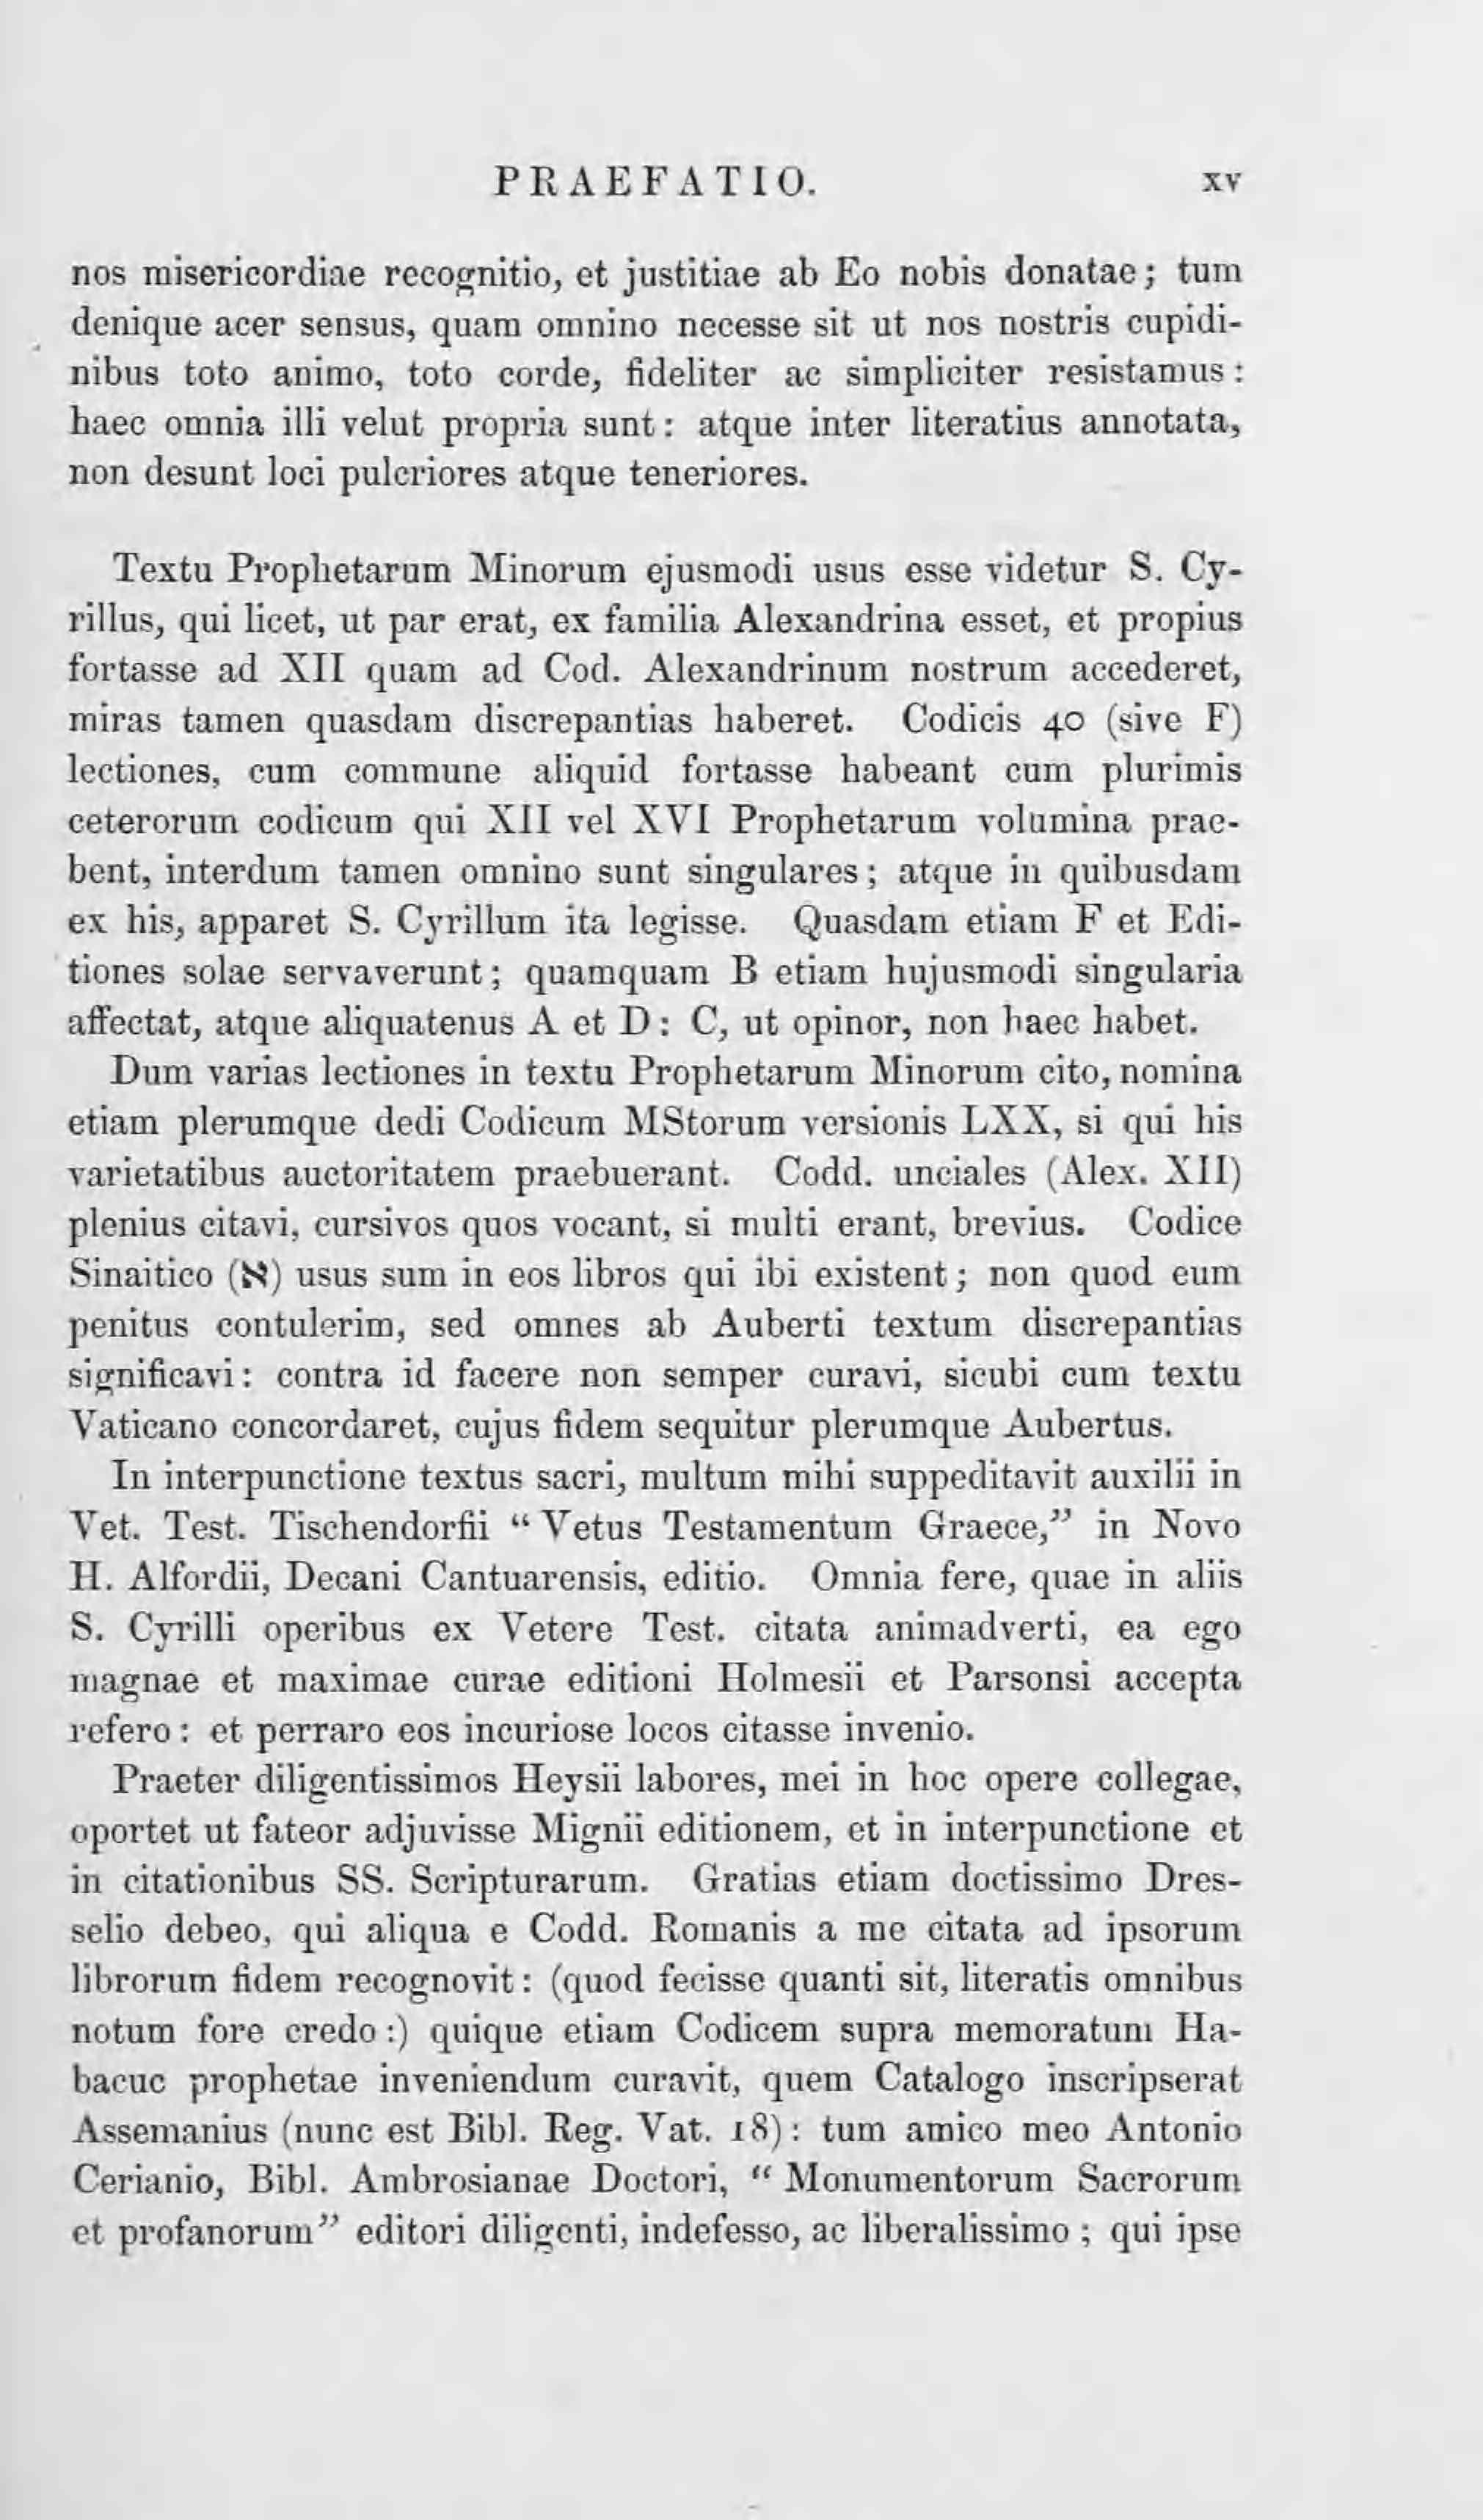 PRAEFATIO. xv
nos misericordiae recognitio, et justitiae ab Eo nobis donatae; tum
denique acer sensus, quam omnino necesse sit ut nos nostris cupidi-
nibus toto animo, toto corde, fideliter ac simpliciter resistamus:
haec omnia illi velut propria sunt: atque inter literatius annotata,
non desunt loci pulcriores atque teneriores.
Textu Prophetarum Minorum ejusmodi usus esse videtur S. Cy-
rillus, qui licet, ut par erat, ex familia Alexandrina esset, et propius
fortasse ad XII quam ad Cod. Alexandrinum nostrum accederet,
miras tamen quasdam discrepantias haberet. Codicis 40 (sive F)
lectiones, cum commune aliquid fortasse habeant cum plurimis
ceterorum codicum qui XII vel XVI Prophetarum volumina prae-
bent, interdum tamen omnino sunt singulares; atque in quibusdam
ex his, apparet S. Cyrillum ita legisse. Quasdam etiam F et Edi-
tiones solae servaverunt; quamquam B etiam hujusmodi singularia
affectat, atque aliquatenus A et D: C, ut opinor, non haec habet.
Dum varias lectiones in textu Prophetarum Minorum cito, nomina
etiam plerumque dedi Codicum MStorum versionis LXX, si qui his
varietatibus auctoritatem praebuerant. Codd. unciales (Alex. XII)
plenius citavi, cursivos quos vocant, si multi erant, brevius. Codice
Sinaitico (א) usus sum in eos libros qui ibi existent; non quod eum
penitus contulerim, sed omnes ab Auberti textum discrepantias
significavi: contra id facere non semper curavi, sicubi cum textu
Vaticano concordaret, cujus fidem sequitur plerumque Aubertus.
In interpunctione textus sacri, multum mihi suppeditavit auxilii in
Vet. Test. Tischendorfii “Vetus Testamentum Graece,” in Novo
H. Alfordii, Decani Cantuarensis, editio. Omnia fere, quae in aliis
S. Cyrilli operibus ex Vetere Test. citata animadverti, ea ego
magnae et maximae curae editioni Holmesii et Parsonsi accepta
refero: et perraro eos incuriose locos citasse invenio.
Praeter diligentissimos Heysii labores, mei in hoc opere collegae,
oportet ut fateor adjuvisse Mignii editionem, et in interpunctione et
in citationibus SS. Scripturarum. Gratias etiam doctissimo Dres-
selio debeo, qui aliqua e Codd. Romanis a me citata ad ipsorum
librorum fidem recognovit: (quod fecisse quanti sit, literatis omnibus
notum fore credo:) quique etiam Codicem supra memoratum Ha-
bacuc prophetae inveniendum curavit, quem Catalogo inscripserat
Assemanius (nunc est Bibl. Reg. Vat. 18): tum amico meo Antonio
Cerianio, Bibl. Ambrosianae Doctori, “Monumentorum Sacrorum
et profanorum” editori diligenti, indefesso, ac liberalissimo; qui ipse